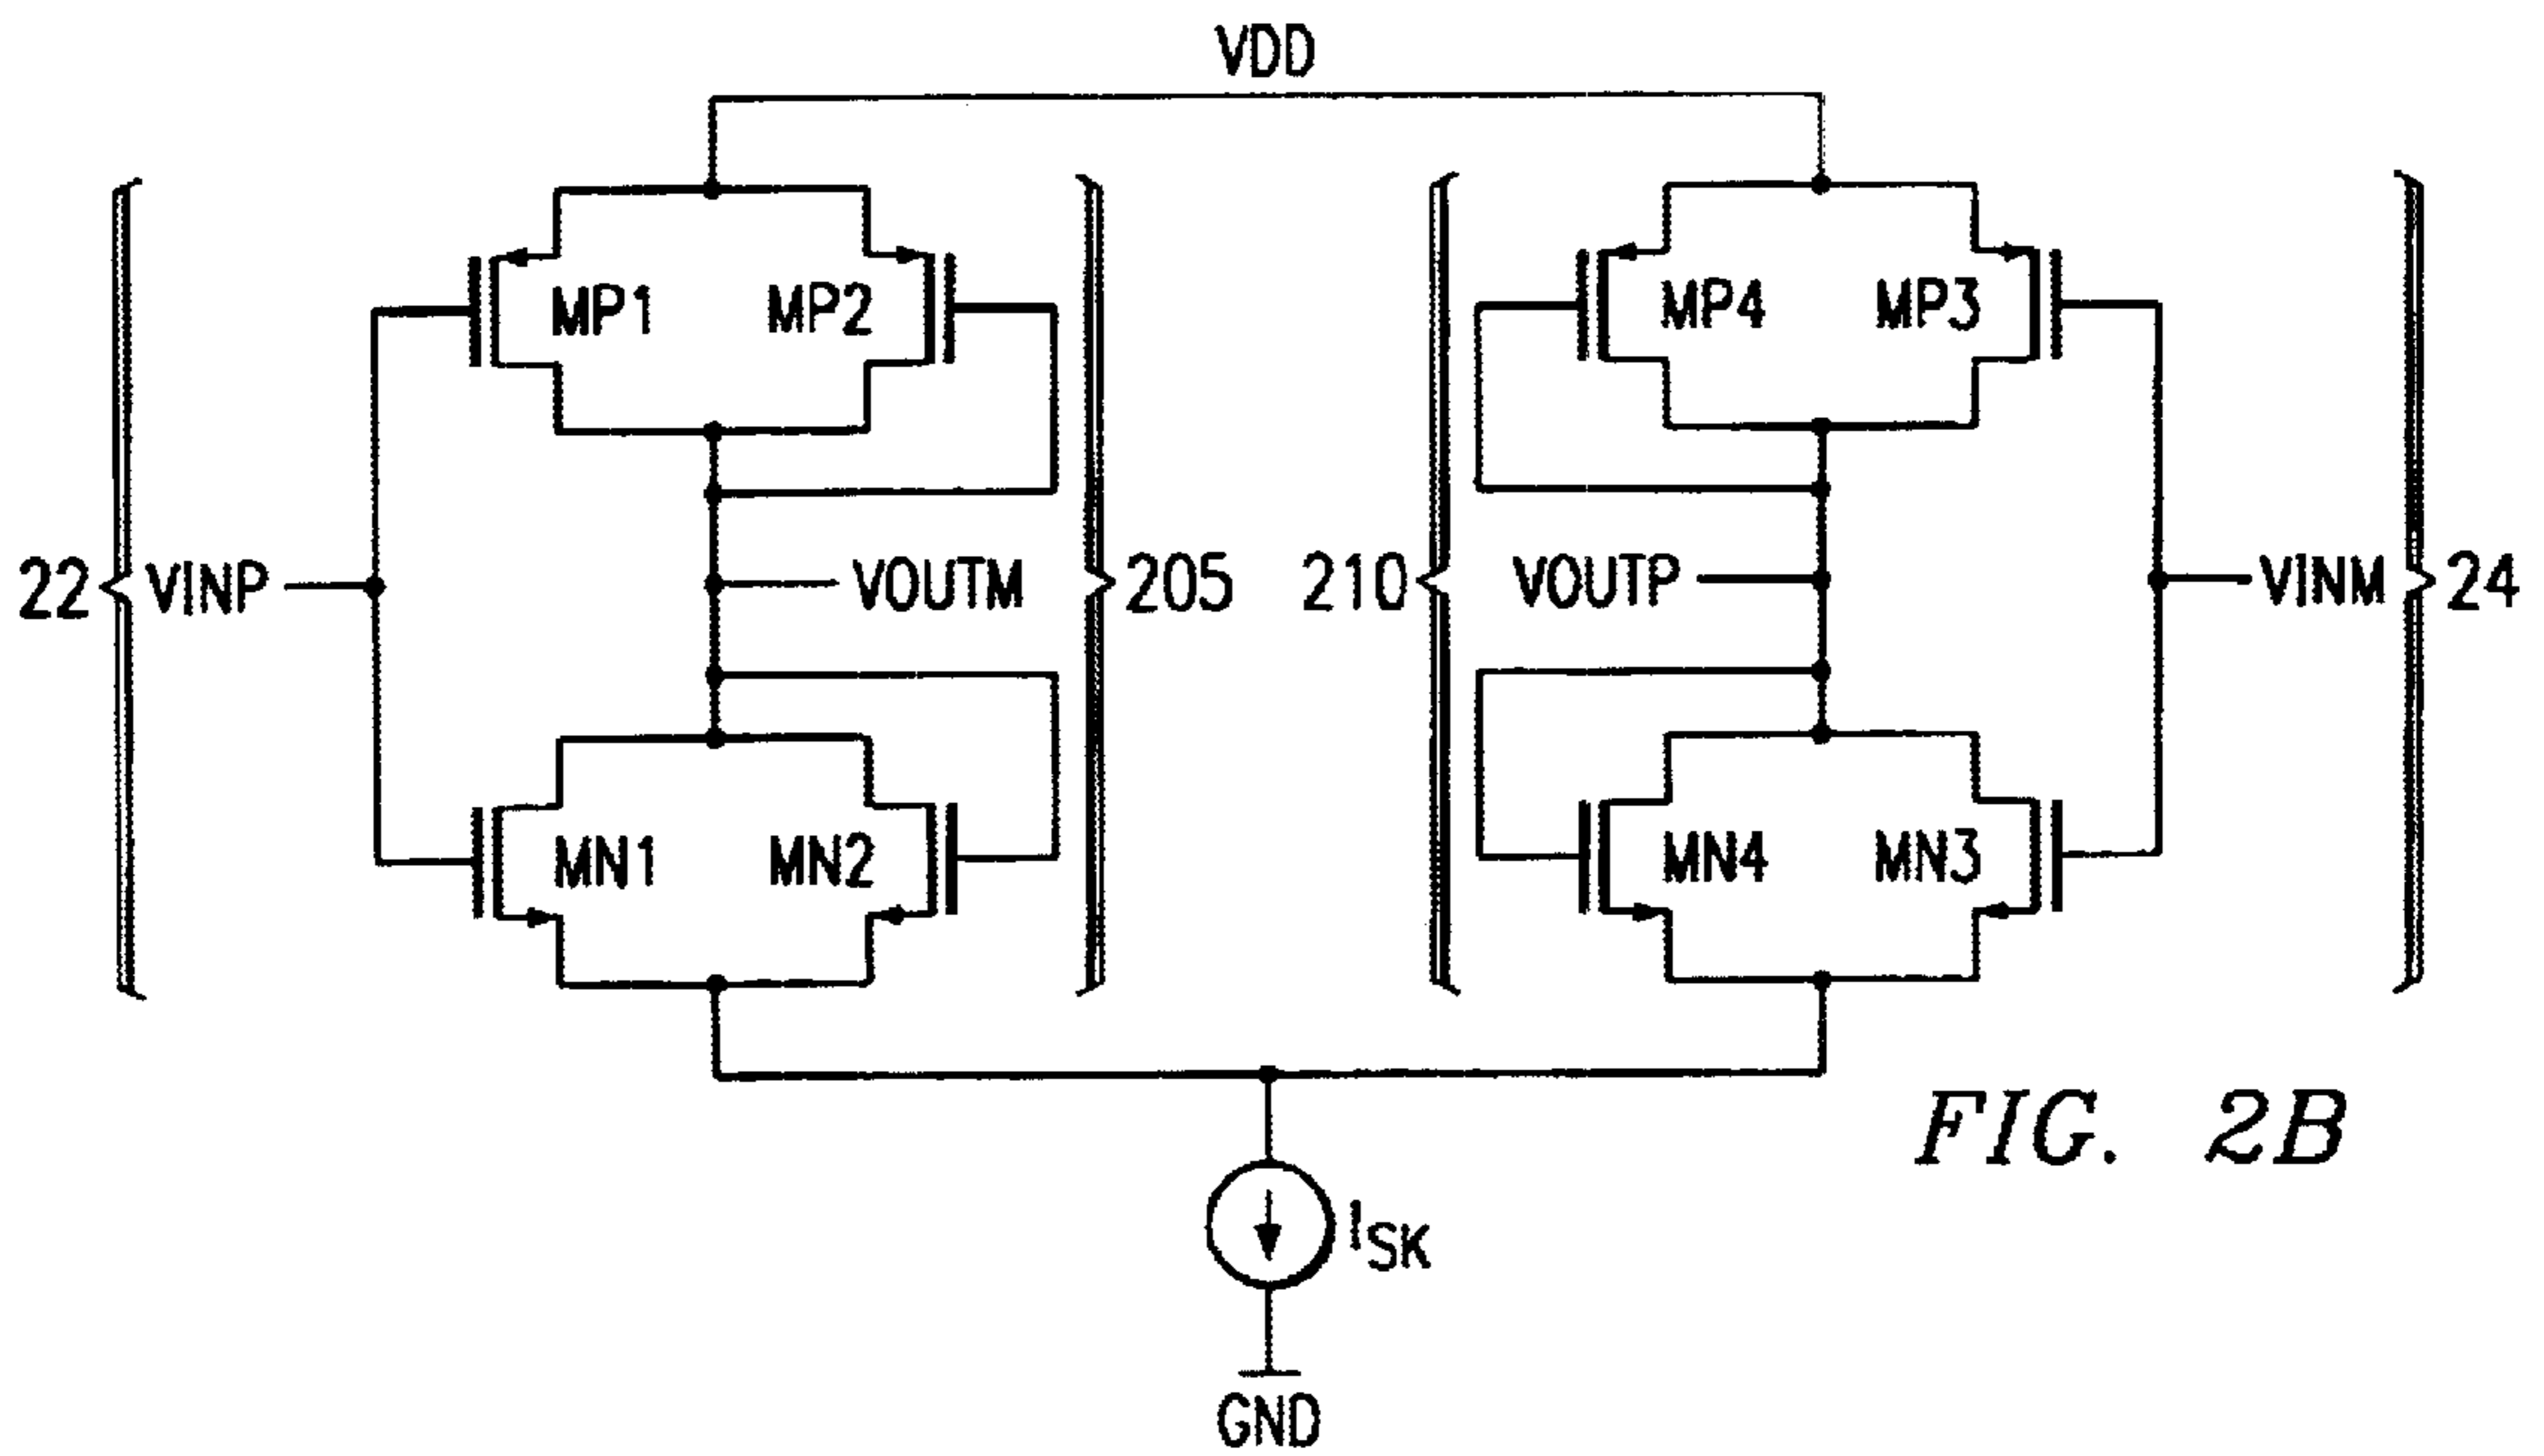 VDD
MP1 MP2 MP4 MP3
22 VINP VOUTM 205 210 VOUTP VINM 24
MN1 MN2 MN4 MN3
FIG. 2B
ISK
GND